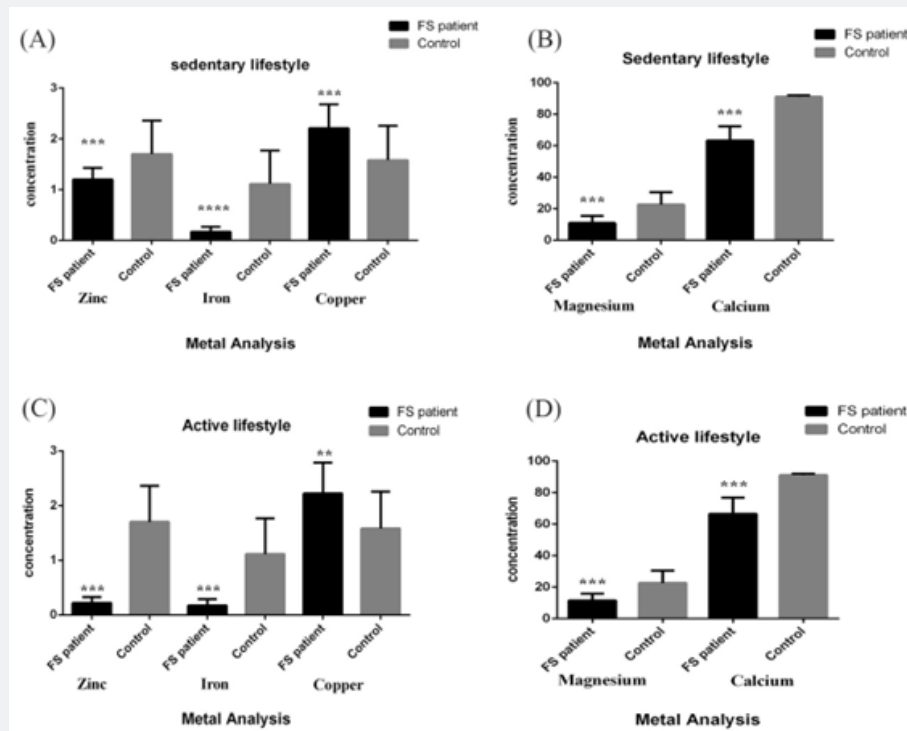 (A)
FS patient
Control
sedentary lifestyle
concentration
3
2
1
0
***
****
***
FS patient
Control
FS patient
Control
FS patient
Control
Zinc
Iron
Copper
Metal Analysis
(B)
FS patient
Control
Sedentary lifestyle
concentration
100
80
60
40
20
0
***
***
FS patient
Control
FS patient
Control
Magnesium
Calcium
Metal Analysis
(C)
FS patient
Control
Active lifestyle
concentration
3
2
1
0
***
***
**
FS patient
Control
FS patient
Control
FS patient
Control
Zinc
Iron
Copper
Metal Analysis
(D)
FS patient
Control
Active lifestyle
concentration
100
80
60
40
20
0
***
***
FS patient
Control
FS patient
Control
Magnesium
Calcium
Metal Analysis